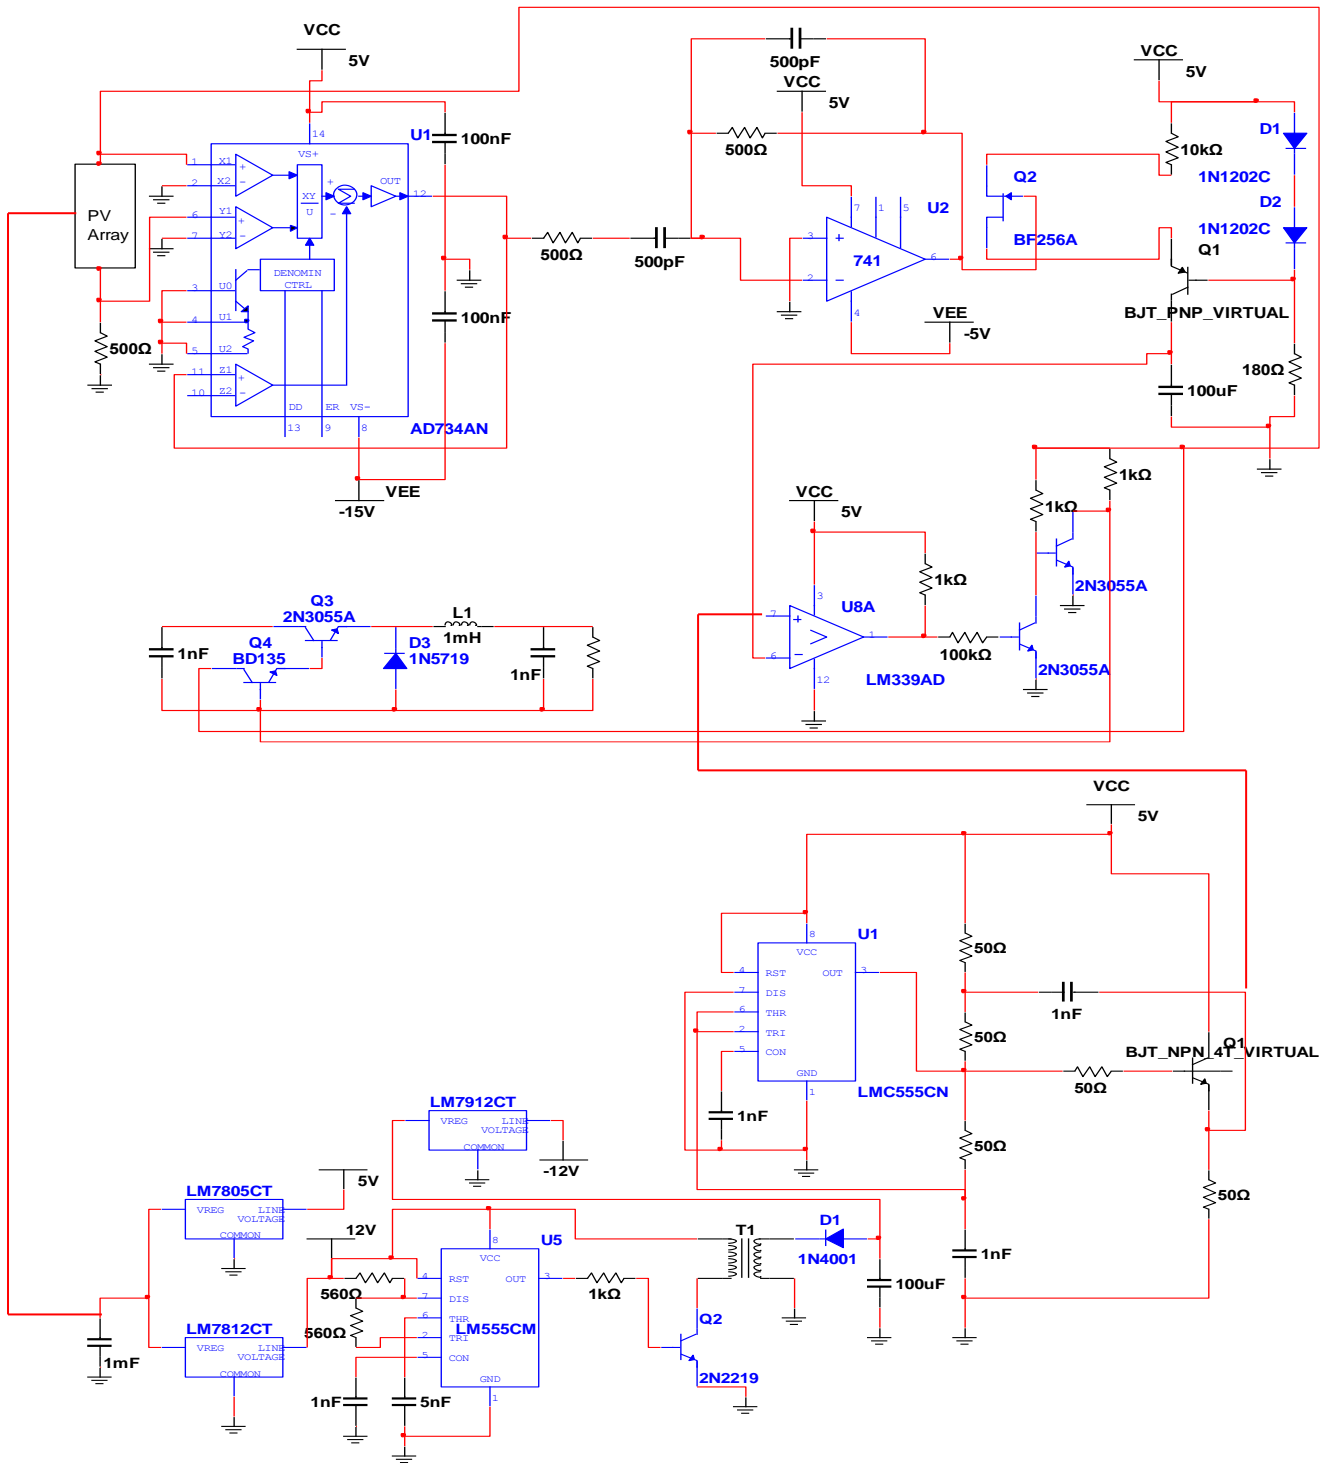 VCC
5V
14
U1
VS+
100nF
1
X1
2
X2
+
-
XY
U
+
-
OUT
12
6
Y1
7
Y2
+
-
PV
Array
DENOMIN
CTRL
3
U0
4
U1
5
U2
11
Z1
10
Z2
+
-
DD
ER
VS-
13
9
8
500Ω
100nF
AD734AN
VEE
-15V
500pF
VCC
5V
500Ω
500Ω
500pF
7
1
5
U2
3
+
741
6
2
−
4
VEE
-5V
VCC
5V
D1
10kΩ
1N1202C
Q2
D2
BF256A
1N1202C
Q1
BJT_PNP_VIRTUAL
180Ω
100uF
1kΩ
1kΩ
VCC
5V
1kΩ
2N3055A
3
U8A
7
+
1
6
−
12
100kΩ
LM339AD
2N3055A
Q3
2N3055A
L1
1mH
Q4
BD135
D3
1N5719
1nF
1nF
VCC
5V
U1
8
VCC
4
RST
OUT
3
7
DIS
6
THR
2
TRI
5
CON
GND
1
LMC555CN
1nF
50Ω
1nF
50Ω
Q1
BJT_NPN_4T_VIRTUAL
50Ω
50Ω
50Ω
1nF
LM7912CT
VREG
LINE
VOLTAGE
COMMON
-12V
5V
LM7805CT
VREG
LINE
VOLTAGE
COMMON
12V
U5
8
VCC
4
RST
OUT
3
7
DIS
6
THR
2
TRI
5
CON
GND
1
LM555CM
560Ω
560Ω
1kΩ
T1
D1
1N4001
100uF
Q2
2N2219
1mF
LM7812CT
VREG
LINE
VOLTAGE
COMMON
1nF
5nF